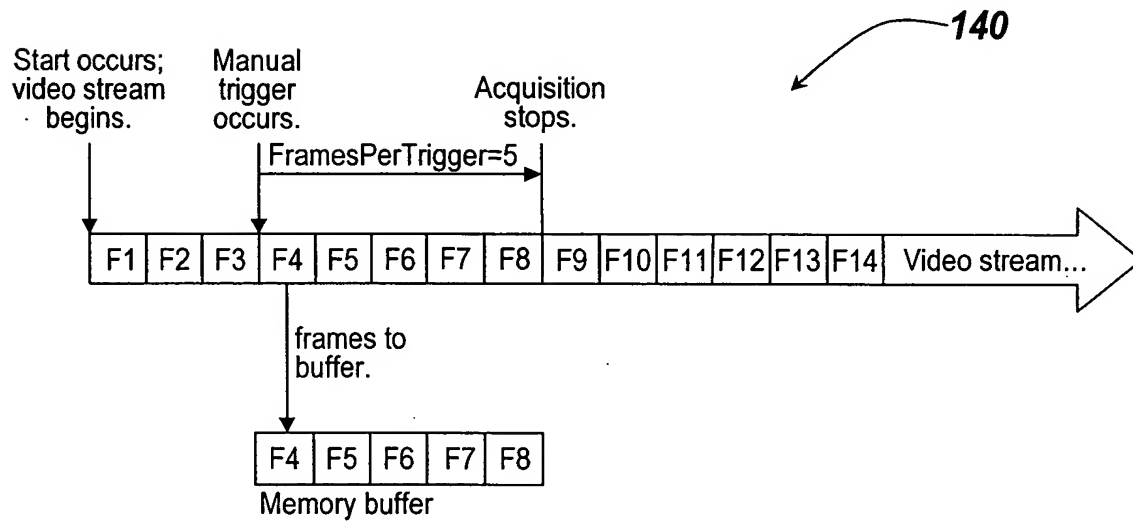 140
Start occurs;
video stream
begins.
Manual
trigger
occurs.
Acquisition
stops.
FramesPerTrigger=5
F1 F2 F3 F4 F5 F6 F7 F8 F9 F10 F11 F12 F13 F14 Video stream...
frames to
buffer.
F4 F5 F6 F7 F8
Memory buffer